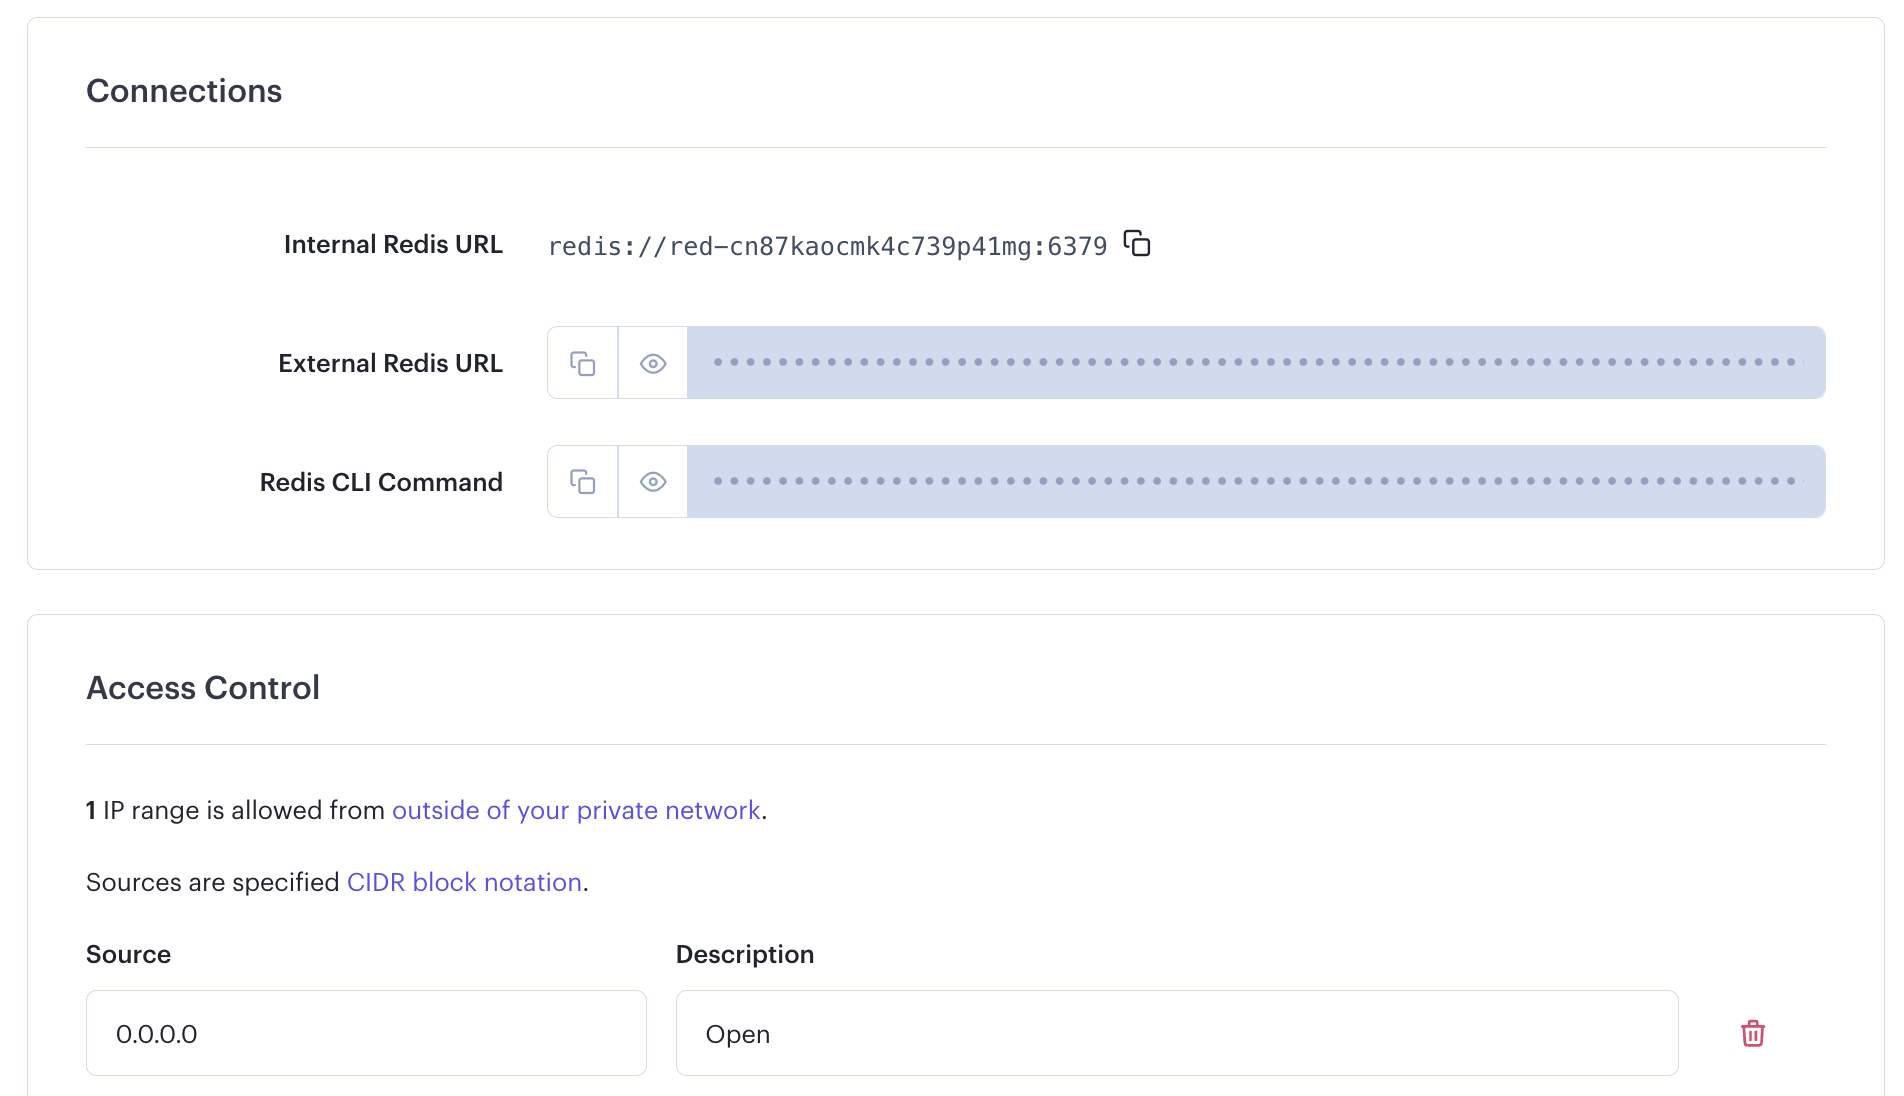 Connections
Internal Redis URL redis://red-cn87kaocmk4c739p41mg:6379
External Redis URL
Redis CLI Command
Access Control
1 IP range is allowed from outside of your private network.
Sources are specified CIDR block notation.
Source Description
0.0.0.0 Open